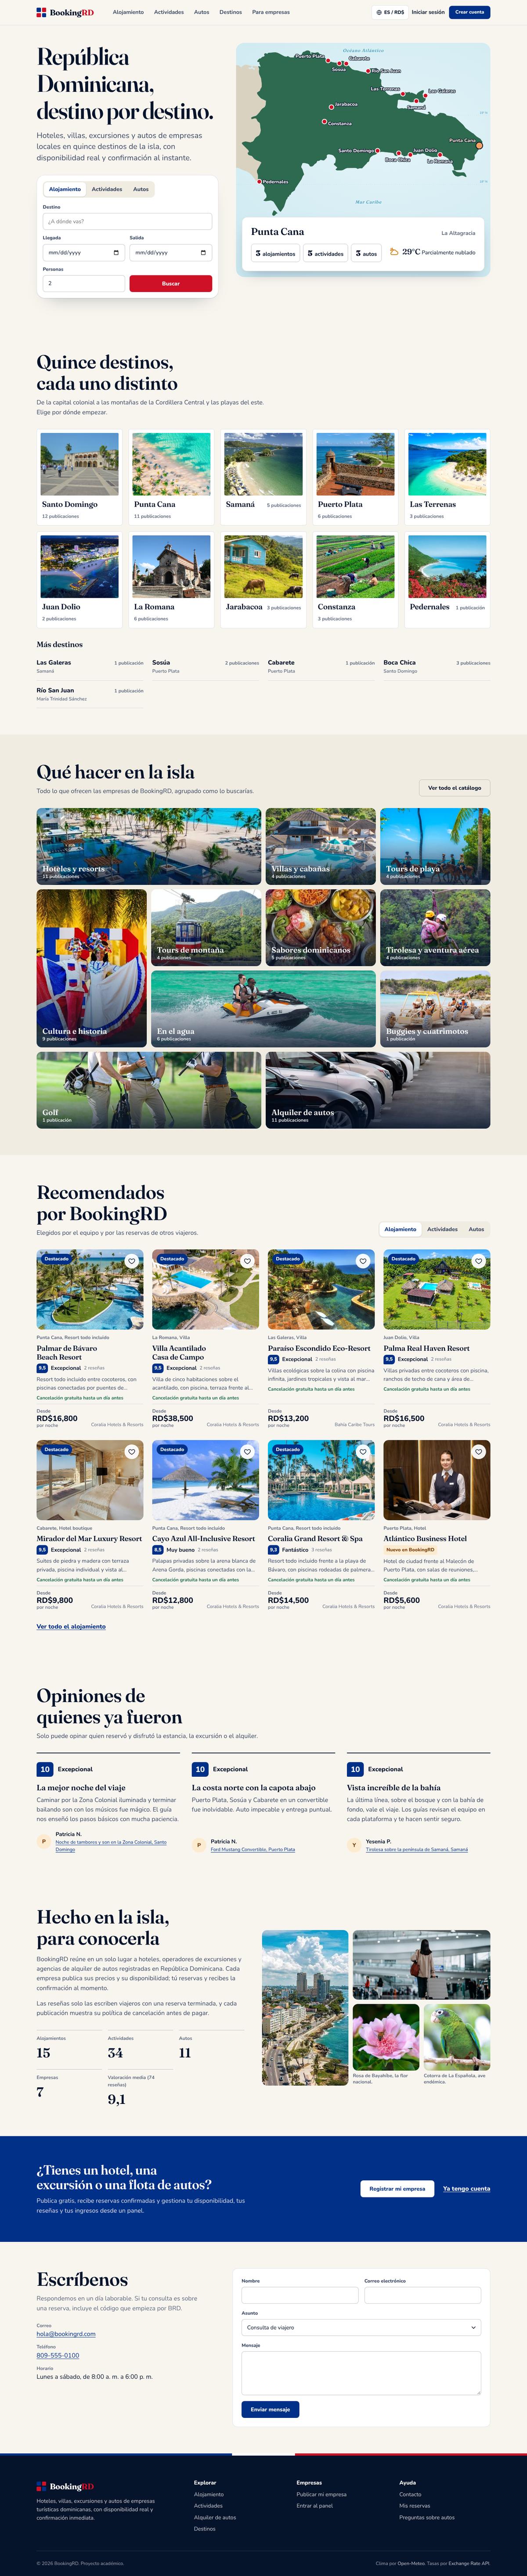 BookingRD
Alojamiento
Actividades
Autos
Destinos
Para empresas
ES / RD$
Iniciar sesión
Crear cuenta
República
Dominicana,
destino por destino.
Hoteles, villas, excursiones y autos de empresas
locales en quince destinos de la isla, con
disponibilidad real y confirmación al instante.
Alojamiento
Actividades
Autos
Destino
¿A dónde vas?
Llegada
Salida
mm/dd/yyyy
mm/dd/yyyy
Personas
2
Buscar
Océano Atlántico
Puerto Plata
Cabarete
Sosúa
Río San Juan
Las Terrenas
Las Galeras
Samaná
Jarabacoa
Constanza
Punta Cana
Santo Domingo
Juan Dolio
Boca Chica
La Romana
Pedernales
Mar Caribe
Punta Cana
La Altagracia
3 alojamientos
5 actividades
3 autos
29°C Parcialmente nublado
Quince destinos,
cada uno distinto
De la capital colonial a las montañas de la Cordillera Central y las playas del este.
Elige por dónde empezar.
Santo Domingo
12 publicaciones
Punta Cana
11 publicaciones
Samaná
5 publicaciones
Puerto Plata
6 publicaciones
Las Terrenas
3 publicaciones
Juan Dolio
2 publicaciones
La Romana
6 publicaciones
Jarabacoa
3 publicaciones
Constanza
3 publicaciones
Pedernales
1 publicación
Más destinos
Las Galeras
1 publicación
Samaná
Sosúa
2 publicaciones
Puerto Plata
Cabarete
1 publicación
Puerto Plata
Boca Chica
3 publicaciones
Santo Domingo
Río San Juan
1 publicación
María Trinidad Sánchez
Qué hacer en la isla
Todo lo que ofrecen las empresas de BookingRD, agrupado como lo buscarías.
Ver todo el catálogo
Hoteles y resorts
11 publicaciones
Villas y cabañas
4 publicaciones
Tours de playa
4 publicaciones
Cultura e historia
9 publicaciones
Tours de montaña
4 publicaciones
Sabores dominicanos
5 publicaciones
Tirolesa y aventura aérea
4 publicaciones
En el agua
6 publicaciones
Buggies y cuatrimotos
1 publicación
Golf
1 publicación
Alquiler de autos
11 publicaciones
Recomendados
por BookingRD
Elegidos por el equipo y por las reservas de otros viajeros.
Alojamiento
Actividades
Autos
Destacado
Punta Cana, Resort todo incluido
Palmar de Bávaro
Beach Resort
9,5 Excepcional 2 reseñas
Resort todo incluido entre cocoteros, con
piscinas conectadas por puentes de...
Cancelación gratuita hasta un día antes
Desde
RD$16,800
por noche
Coralia Hotels & Resorts
Destacado
La Romana, Villa
Villa Acantilado
Casa de Campo
9,5 Excepcional 2 reseñas
Villa de cinco habitaciones sobre el
acantilado, con piscina, terraza frente al...
Cancelación gratuita hasta un día antes
Desde
RD$38,500
por noche
Coralia Hotels & Resorts
Destacado
Las Galeras, Villa
Paraíso Escondido Eco-Resort
9,5 Excepcional 2 reseñas
Villas ecológicas sobre la colina con piscina
infinita, jardines tropicales y vista al mar...
Cancelación gratuita hasta un día antes
Desde
RD$13,200
por noche
Bahía Caribe Tours
Destacado
Juan Dolio, Villa
Palma Real Haven Resort
9,5 Excepcional 2 reseñas
Villas privadas entre cocoteros con piscina,
ranchos de techo de cana y área de...
Cancelación gratuita hasta un día antes
Desde
RD$16,500
por noche
Coralia Hotels & Resorts
Destacado
Cabarete, Hotel boutique
Mirador del Mar Luxury Resort
9,5 Excepcional 2 reseñas
Suites de piedra y madera con terraza
privada, piscina individual y vista al...
Cancelación gratuita hasta un día antes
Desde
RD$9,800
por noche
Coralia Hotels & Resorts
Destacado
Punta Cana, Resort todo incluido
Cayo Azul All-Inclusive Resort
8,5 Muy bueno 2 reseñas
Palapas privadas sobre la arena blanca de
Arena Gorda, piscinas conectadas con la...
Cancelación gratuita hasta un día antes
Desde
RD$12,800
por noche
Coralia Hotels & Resorts
Destacado
Punta Cana, Resort todo incluido
Coralia Grand Resort & Spa
9,3 Fantástico 3 reseñas
Resort todo incluido frente a la playa de
Bávaro, con piscinas rodeadas de palmera...
Cancelación gratuita hasta un día antes
Desde
RD$14,500
por noche
Coralia Hotels & Resorts
Puerto Plata, Hotel
Atlántico Business Hotel
Nuevo en BookingRD
Hotel de ciudad frente al Malecón de
Puerto Plata, con salas de reuniones,...
Cancelación gratuita hasta un día antes
Desde
RD$5,600
por noche
Coralia Hotels & Resorts
Ver todo el alojamiento
Opiniones de
quienes ya fueron
Solo puede opinar quien reservó y disfrutó la estancia, la excursión o el alquiler.
10 Excepcional
La mejor noche del viaje
Caminar por la Zona Colonial iluminada y terminar
bailando son con los músicos fue mágico. El guía
nos enseñó los pasos básicos con mucha paciencia.
P
Patricia N.
Noche de tambores y son en la Zona Colonial, Santo
Domingo
10 Excepcional
La costa norte con la capota abajo
Puerto Plata, Sosúa y Cabarete en un convertible
fue inolvidable. Auto impecable y entrega puntual.
P
Patricia N.
Ford Mustang Convertible, Puerto Plata
10 Excepcional
Vista increíble de la bahía
La última línea, sobre el bosque y con la bahía de
fondo, vale el viaje. Los guías revisan el equipo en
cada plataforma y te hacen sentir seguro.
Y
Yesenia P.
Tirolesa sobre la península de Samaná, Samaná
Hecho en la isla,
para conocerla
BookingRD reúne en un solo lugar a hoteles, operadores de excursiones y
agencias de alquiler de autos registradas en República Dominicana. Cada
empresa publica sus precios y su disponibilidad; tú reservas y recibes la
confirmación al momento.
Las reseñas solo las escriben viajeros con una reserva terminada, y cada
publicación muestra su política de cancelación antes de pagar.
Alojamientos
15
Actividades
34
Autos
11
Empresas
7
Valoración media (74
reseñas)
9,1
Rosa de Bayahíbe, la flor
nacional.
Cotorra de La Española, ave
endémica.
¿Tienes un hotel, una
excursión o una flota de autos?
Publica gratis, recibe reservas confirmadas y gestiona tu disponibilidad, tus
reseñas y tus ingresos desde un panel.
Registrar mi empresa
Ya tengo cuenta
Escríbenos
Respondemos en un día laborable. Si tu consulta es sobre
una reserva, incluye el código que empieza por BRD.
Correo
hola@bookingrd.com
Teléfono
809-555-0100
Horario
Lunes a sábado, de 8:00 a. m. a 6:00 p. m.
Nombre
Correo electrónico
Asunto
Consulta de viajero
Mensaje
Enviar mensaje
BookingRD
Hoteles, villas, excursiones y autos de empresas
turísticas dominicanas, con disponibilidad real y
confirmación inmediata.
Explorar
Alojamiento
Actividades
Alquiler de autos
Destinos
Empresas
Publicar mi empresa
Entrar al panel
Ayuda
Contacto
Mis reservas
Preguntas sobre autos
© 2026 BookingRD. Proyecto académico.
Clima por Open-Meteo. Tasas por Exchange Rate API.